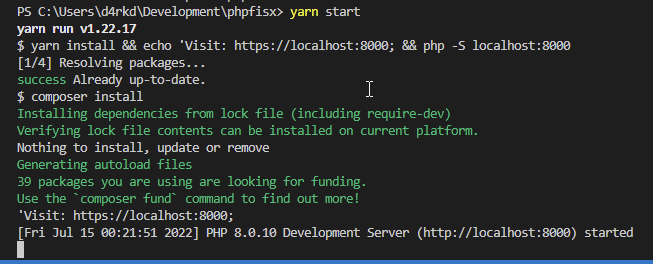 PS C:\Users\d4rkd\Development\phpfisx> yarn start
yarn run v1.22.17
$ yarn install && echo 'Visit: https://localhost:8000; && php -S localhost:8000
[1/4] Resolving packages...
success Already up-to-date.
$ composer install
Installing dependencies from lock file (including require-dev)
Verifying lock file contents can be installed on current platform.
Nothing to install, update or remove
Generating autoload files
39 packages you are using are looking for funding.
Use the `composer fund` command to find out more!
'Visit: https://localhost:8000;
[Fri Jul 15 00:21:51 2022] PHP 8.0.10 Development Server (http://localhost:8000) started